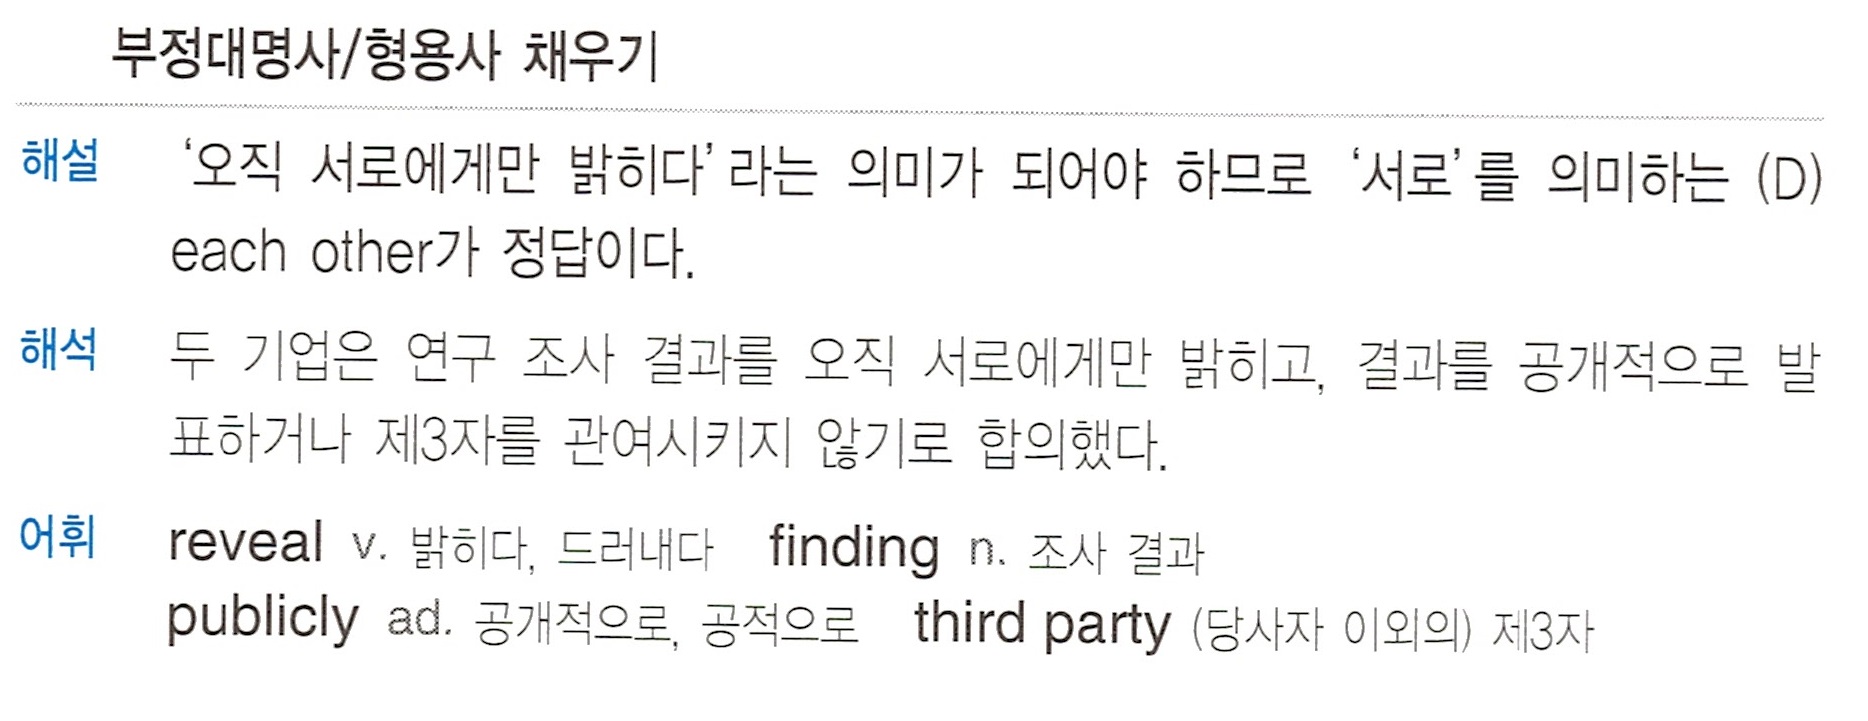 부정대명사/형용사 채우기
해설 ‘오직 서로에게만 밝히다’라는 의미가 되어야 하므로 ‘서로’를 의미하는 (D)
each other가 정답이다.
해석 두 기업은 연구 조사 결과를 오직 서로에게만 밝히고, 결과를 공개적으로 발
표하거나 제3자를 관여시키지 않기로 합의했다.
어휘 reveal v. 밝히다, 드러내다 finding n. 조사 결과
publicly ad. 공개적으로, 공적으로 third party (당사자 이외의) 제3자